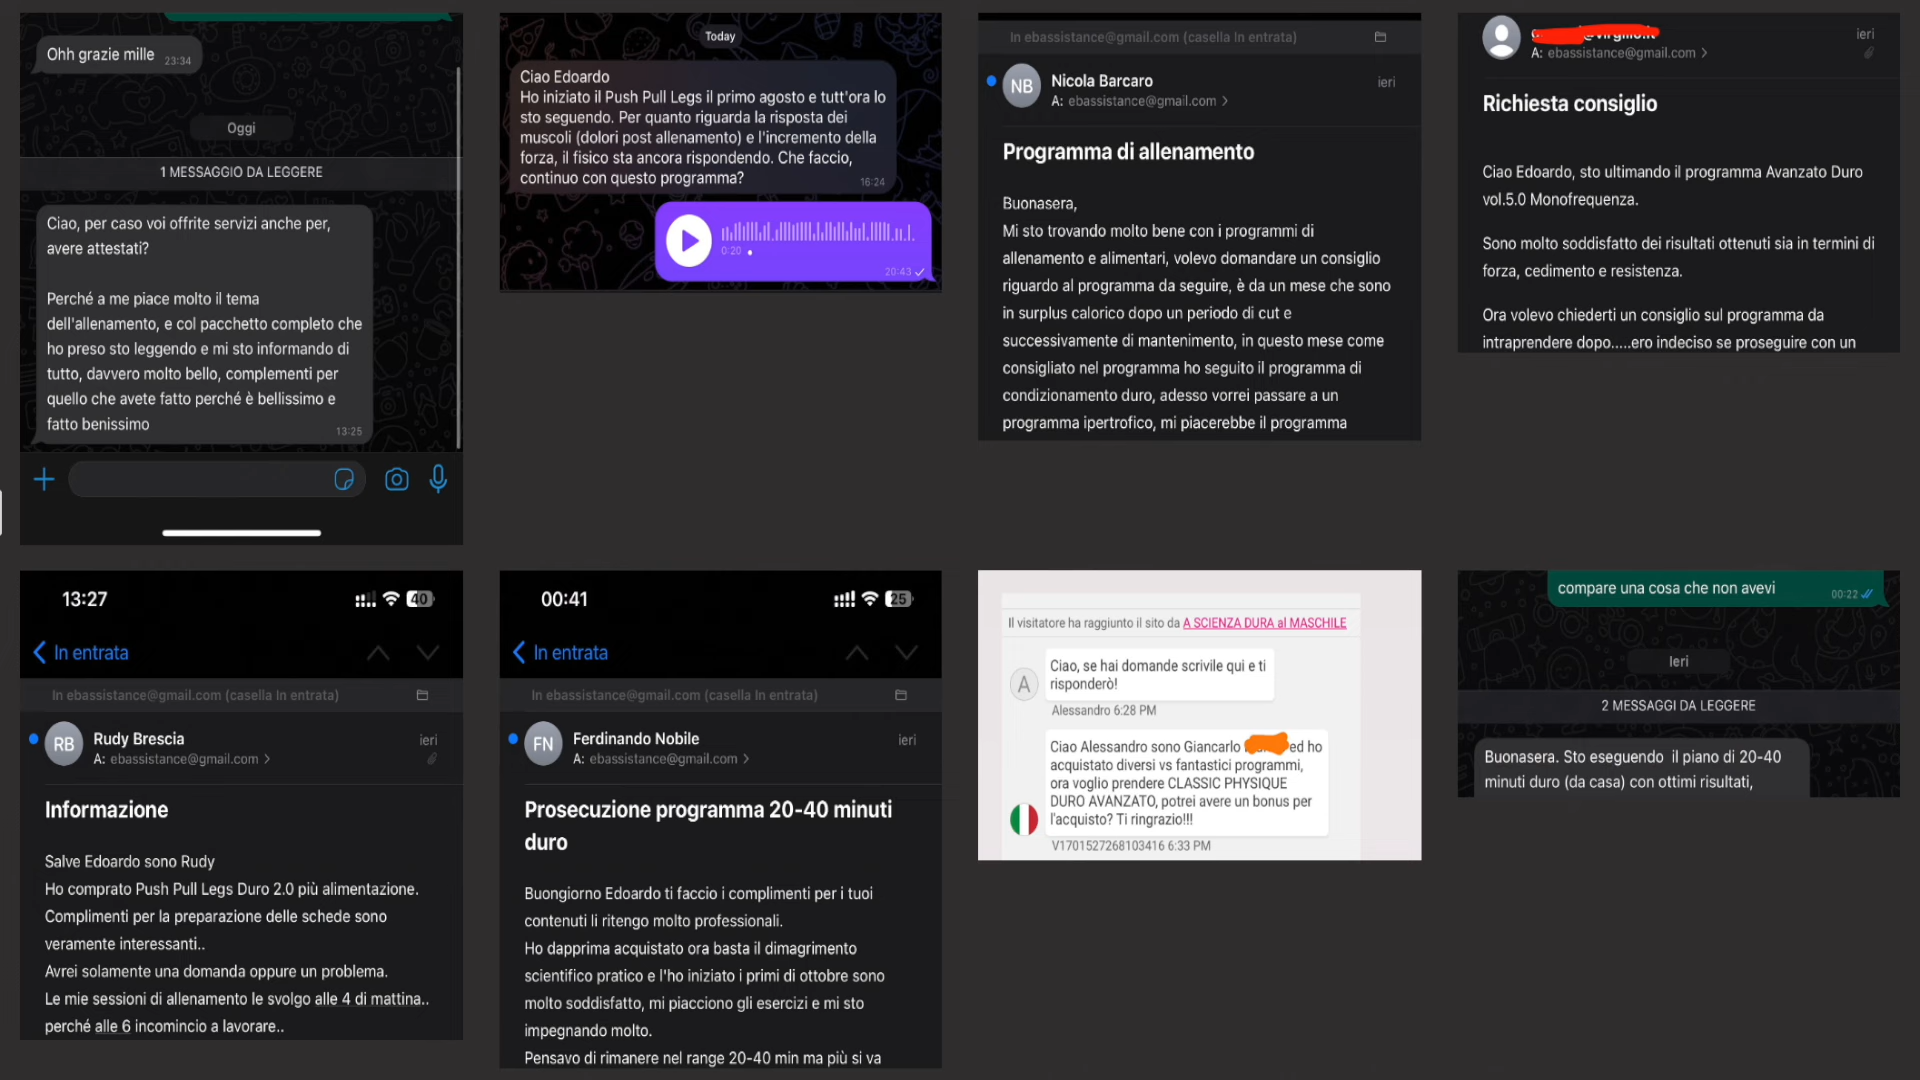 Ohh grazie mille 23:34
Oggi
1 MESSAGGIO DA LEGGERE
Ciao, per caso voi offrite servizi anche per,
avere attestati?
Perché a me piace molto il tema
dell'allenamento, e col pacchetto completo che
ho preso sto leggendo e mi sto informando di
tutto, davvero molto bello, complementi per
quello che avete fatto perché è bellissimo e
fatto benissimo
13:25
Today
Ciao Edoardo
Ho iniziato il Push Pull Legs il primo agosto e tutt'ora lo
sto seguendo. Per quanto riguarda la risposta dei
muscoli (dolori post allenamento) e l'incremento della
forza, il fisico sta ancora rispondendo. Che faccio,
continuo con questo programma?
16:24
0:20
20:43
In ebassistance@gmail.com (casella In entrata)
NB
Nicola Barcaro
ieri
A: ebassistance@gmail.com
Programma di allenamento
Buonasera,
Mi sto trovando molto bene con i programmi di
allenamento e alimentari, volevo domandare un consiglio
riguardo al programma da seguire, è da un mese che sono
in surplus calorico dopo un periodo di cut e
successivamente di mantenimento, in questo mese come
consigliato nel programma ho seguito il programma di
condizionamento duro, adesso vorrei passare a un
programma ipertrofico, mi piacerebbe il programma
@virgilio.it
ieri
A: ebassistance@gmail.com
Richiesta consiglio
Ciao Edoardo, sto ultimando il programma Avanzato Duro
vol.5.0 Monofrequenza.
Sono molto soddisfatto dei risultati ottenuti sia in termini di
forza, cedimento e resistenza.
Ora volevo chiederti un consiglio sul programma da
intraprendere dopo.....ero indeciso se proseguire con un
13:27
40
In entrata
In ebassistance@gmail.com (casella In entrata)
RB
Rudy Brescia
ieri
A: ebassistance@gmail.com
Informazione
Salve Edoardo sono Rudy
Ho comprato Push Pull Legs Duro 2.0 più alimentazione.
Complimenti per la preparazione delle schede sono
veramente interessanti..
Avrei solamente una domanda oppure un problema.
Le mie sessioni di allenamento le svolgo alle 4 di mattina..
perché alle 6 incomincio a lavorare..
00:41
25
In entrata
In ebassistance@gmail.com (casella In entrata)
FN
Ferdinando Nobile
ieri
A: ebassistance@gmail.com
Prosecuzione programma 20-40 minuti
duro
Buongiorno Edoardo ti faccio i complimenti per i tuoi
contenuti li ritengo molto professionali.
Ho dapprima acquistato ora basta il dimagrimento
scientifico pratico e l'ho iniziato i primi di ottobre sono
molto soddisfatto, mi piacciono gli esercizi e mi sto
impegnando molto.
Pensavo di rimanere nel range 20-40 min ma più si va
Il visitatore ha raggiunto il sito da A SCIENZA DURA al MASCHILE
A
Ciao, se hai domande scrivile qui e ti
risponderò!
Alessandro 6:28 PM
Ciao Alessandro sono Giancarlo ed ho
acquistato diversi vs fantastici programmi,
ora voglio prendere CLASSIC PHYSIQUE
DURO AVANZATO, potrei avere un bonus per
l'acquisto? Ti ringrazio!!!
V1701527268103416 6:33 PM
compare una cosa che non avevi
00:22
Ieri
2 MESSAGGI DA LEGGERE
Buonasera. Sto eseguendo il piano di 20-40
minuti duro (da casa) con ottimi risultati,